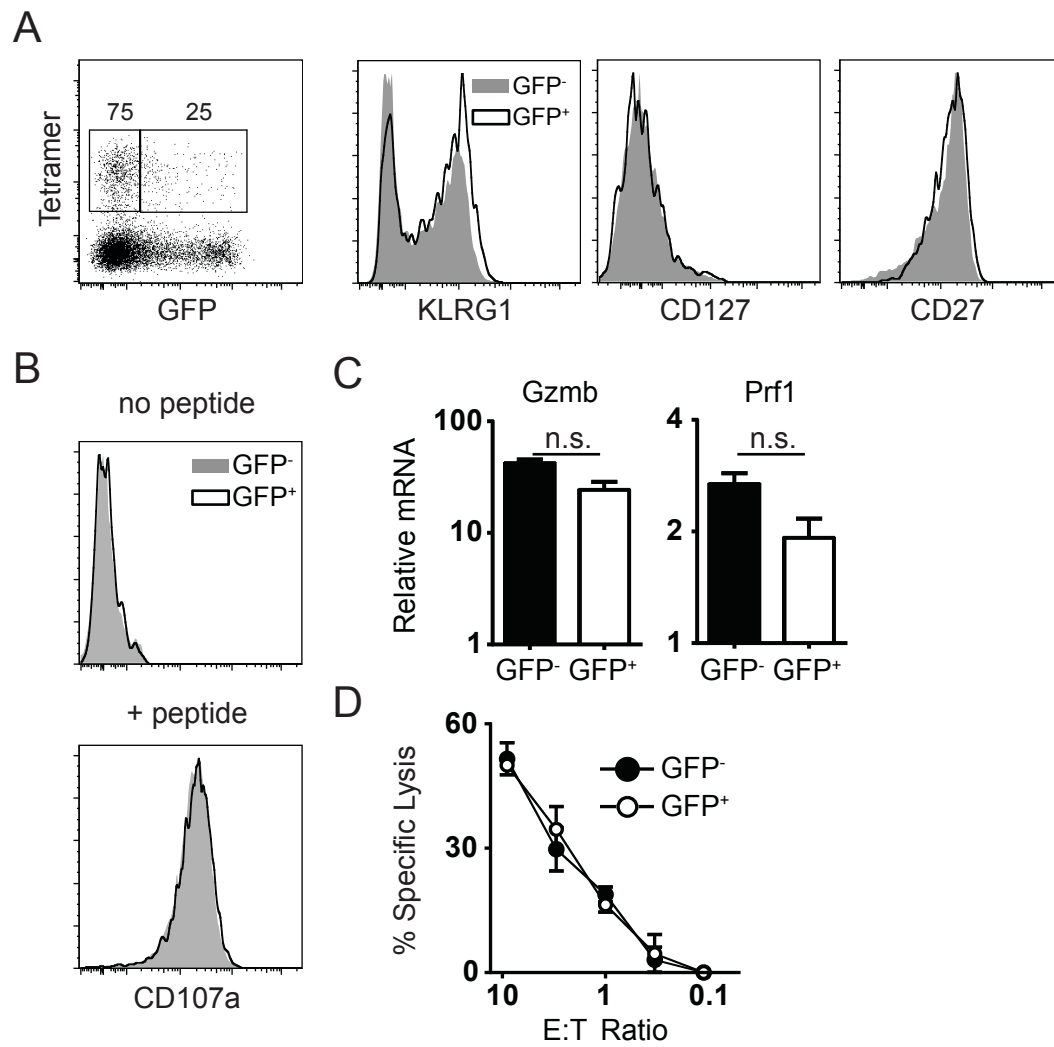 A
75 25
Tetramer
GFP
GFP⁻
GFP⁺
KLRG1
CD127
CD27
B
no peptide
GFP⁻
GFP⁺
+ peptide
CD107a
C
Gzmb
Prf1
Relative mRNA
100
10
1
n.s.
GFP⁻ GFP⁺
4
2
1
n.s.
GFP⁻ GFP⁺
D
% Specific Lysis
60
30
0
GFP⁻
GFP⁺
10 1 0.1
E:T Ratio